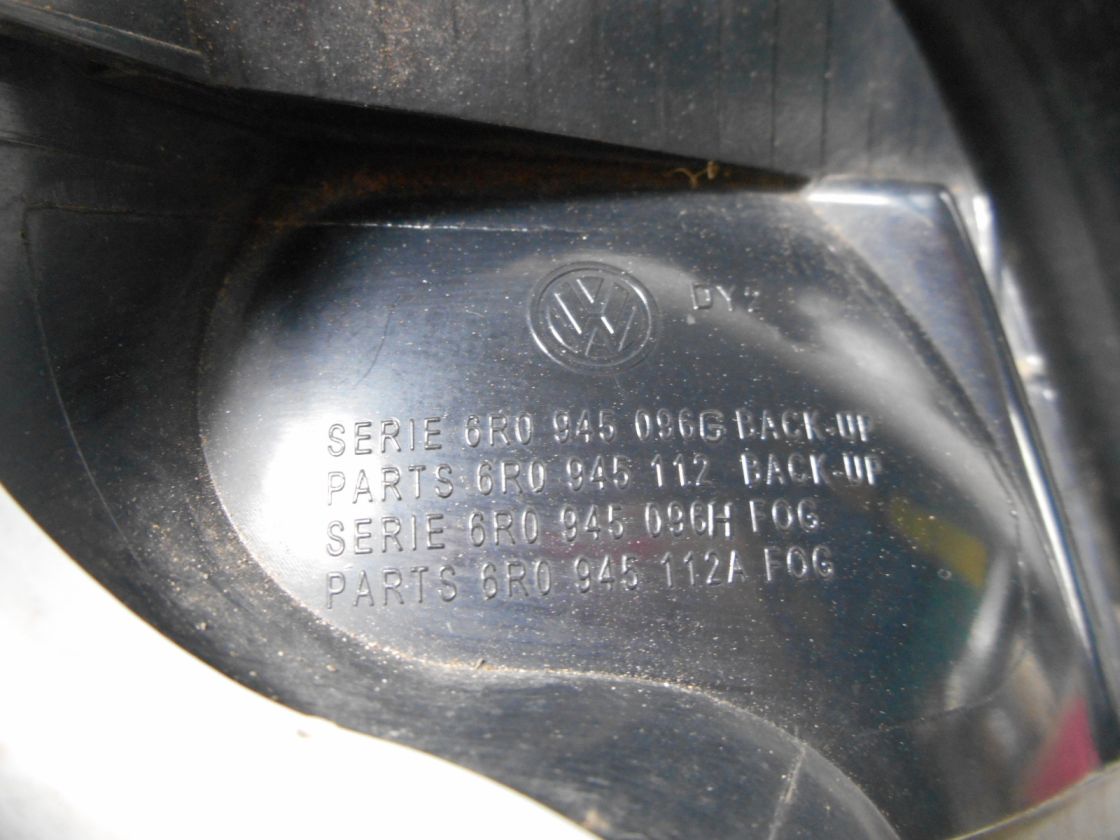 DY2
SERIE 6R0 945 096G BACK-UP
PARTS 6R0 945 112 BACK-UP
SERIE 6R0 945 096H FOG
PARTS 6R0 945 112A FOG